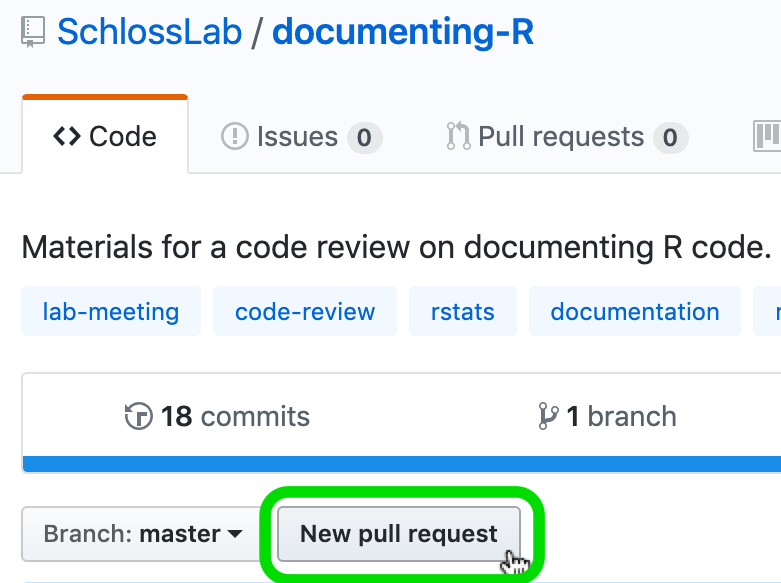 SchlossLab / documenting-R
Code Issues 0 Pull requests 0
Materials for a code review on documenting R code.
lab-meeting code-review rstats documentation
18 commits 1 branch
Branch: master New pull request